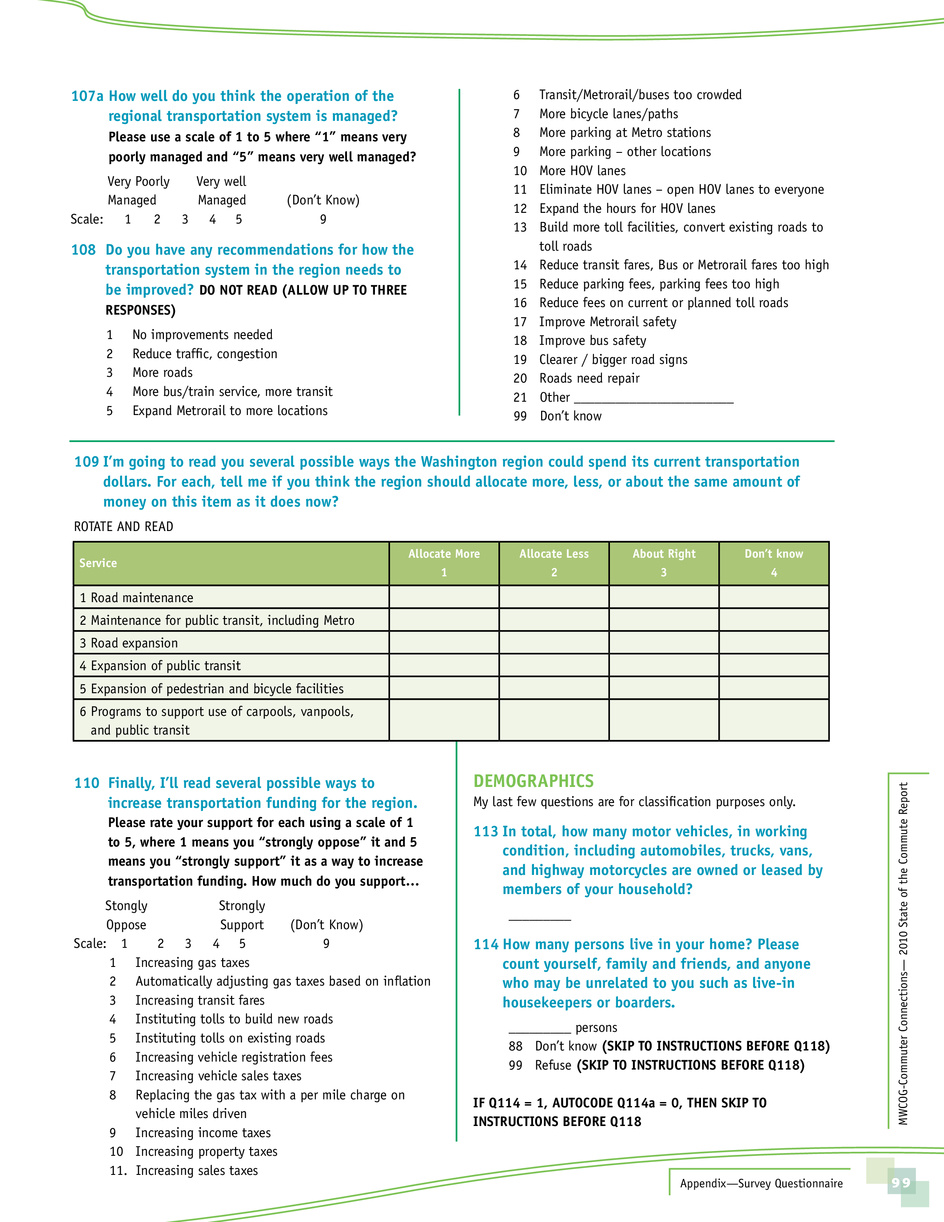 107a How well do you think the operation of the
regional transportation system is managed?
Please use a scale of 1 to 5 where “1” means very
poorly managed and “5” means very well managed?
Very Poorly Very well
Managed Managed (Don’t Know)
Scale: 1 2 3 4 5 9
108 Do you have any recommendations for how the
transportation system in the region needs to
be improved? DO NOT READ (ALLOW UP TO THREE
RESPONSES)
1 No improvements needed
2 Reduce traffic, congestion
3 More roads
4 More bus/train service, more transit
5 Expand Metrorail to more locations
6 Transit/Metrorail/buses too crowded
7 More bicycle lanes/paths
8 More parking at Metro stations
9 More parking – other locations
10 More HOV lanes
11 Eliminate HOV lanes – open HOV lanes to everyone
12 Expand the hours for HOV lanes
13 Build more toll facilities, convert existing roads to
toll roads
14 Reduce transit fares, Bus or Metrorail fares too high
15 Reduce parking fees, parking fees too high
16 Reduce fees on current or planned toll roads
17 Improve Metrorail safety
18 Improve bus safety
19 Clearer / bigger road signs
20 Roads need repair
21 Other _______________________
99 Don’t know
109 I’m going to read you several possible ways the Washington region could spend its current transportation
dollars. For each, tell me if you think the region should allocate more, less, or about the same amount of
money on this item as it does now?
ROTATE AND READ
Service Allocate More Allocate Less About Right Don’t know
1 2 3 4
1 Road maintenance
2 Maintenance for public transit, including Metro
3 Road expansion
4 Expansion of public transit
5 Expansion of pedestrian and bicycle facilities
6 Programs to support use of carpools, vanpools,
and public transit
110 Finally, I’ll read several possible ways to
increase transportation funding for the region.
Please rate your support for each using a scale of 1
to 5, where 1 means you “strongly oppose” it and 5
means you “strongly support” it as a way to increase
transportation funding. How much do you support…
Stongly Strongly
Oppose Support (Don’t Know)
Scale: 1 2 3 4 5 9
1 Increasing gas taxes
2 Automatically adjusting gas taxes based on inflation
3 Increasing transit fares
4 Instituting tolls to build new roads
5 Instituting tolls on existing roads
6 Increasing vehicle registration fees
7 Increasing vehicle sales taxes
8 Replacing the gas tax with a per mile charge on
vehicle miles driven
9 Increasing income taxes
10 Increasing property taxes
11. Increasing sales taxes
DEMOGRAPHICS
My last few questions are for classification purposes only.
113 In total, how many motor vehicles, in working
condition, including automobiles, trucks, vans,
and highway motorcycles are owned or leased by
members of your household?
_________
114 How many persons live in your home? Please
count yourself, family and friends, and anyone
who may be unrelated to you such as live-in
housekeepers or boarders.
_________ persons
88 Don’t know (SKIP TO INSTRUCTIONS BEFORE Q118)
99 Refuse (SKIP TO INSTRUCTIONS BEFORE Q118)
IF Q114 = 1, AUTOCODE Q114a = 0, THEN SKIP TO
INSTRUCTIONS BEFORE Q118
MWCOG-Commuter Connections— 2010 State of the Commute Report
Appendix—Survey Questionnaire 99